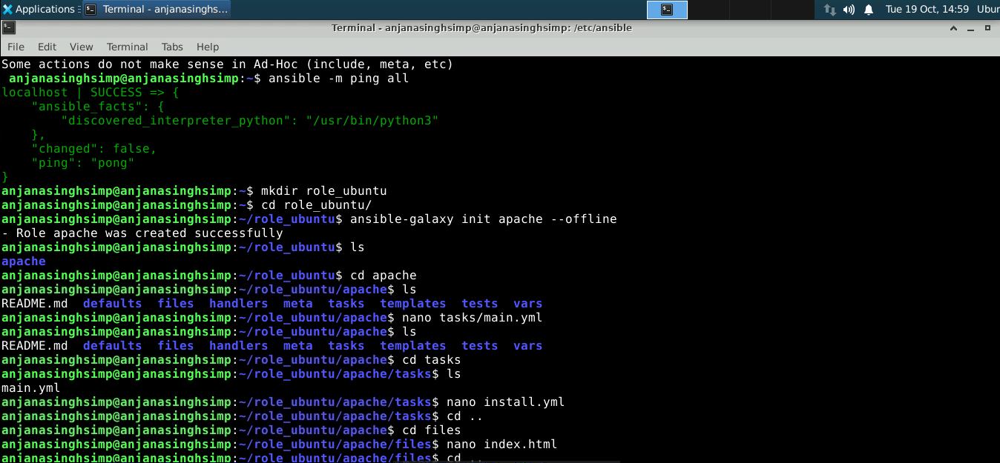 Applications Terminal - anjanasinghs... Tue 19 Oct, 14:59 Ubun
Terminal - anjanasinghsimp@anjanasinghsimp: /etc/ansible
File Edit View Terminal Tabs Help
Some actions do not make sense in Ad-Hoc (include, meta, etc)
 anjanasinghsimp@anjanasinghsimp:~$ ansible -m ping all
localhost | SUCCESS => {
    "ansible_facts": {
        "discovered_interpreter_python": "/usr/bin/python3"
    },
    "changed": false,
    "ping": "pong"
}
anjanasinghsimp@anjanasinghsimp:~$ mkdir role_ubuntu
anjanasinghsimp@anjanasinghsimp:~$ cd role_ubuntu/
anjanasinghsimp@anjanasinghsimp:~/role_ubuntu$ ansible-galaxy init apache --offline
- Role apache was created successfully
anjanasinghsimp@anjanasinghsimp:~/role_ubuntu$ ls
apache
anjanasinghsimp@anjanasinghsimp:~/role_ubuntu$ cd apache
anjanasinghsimp@anjanasinghsimp:~/role_ubuntu/apache$ ls
README.md  defaults  files  handlers  meta  tasks  templates  tests  vars
anjanasinghsimp@anjanasinghsimp:~/role_ubuntu/apache$ nano tasks/main.yml
anjanasinghsimp@anjanasinghsimp:~/role_ubuntu/apache$ ls
README.md  defaults  files  handlers  meta  tasks  templates  tests  vars
anjanasinghsimp@anjanasinghsimp:~/role_ubuntu/apache$ cd tasks
anjanasinghsimp@anjanasinghsimp:~/role_ubuntu/apache/tasks$ ls
main.yml
anjanasinghsimp@anjanasinghsimp:~/role_ubuntu/apache/tasks$ nano install.yml
anjanasinghsimp@anjanasinghsimp:~/role_ubuntu/apache/tasks$ cd ..
anjanasinghsimp@anjanasinghsimp:~/role_ubuntu/apache$ cd files
anjanasinghsimp@anjanasinghsimp:~/role_ubuntu/apache/files$ nano index.html
anjanasinghsimp@anjanasinghsimp:~/role_ubuntu/apache/files$ cd ..